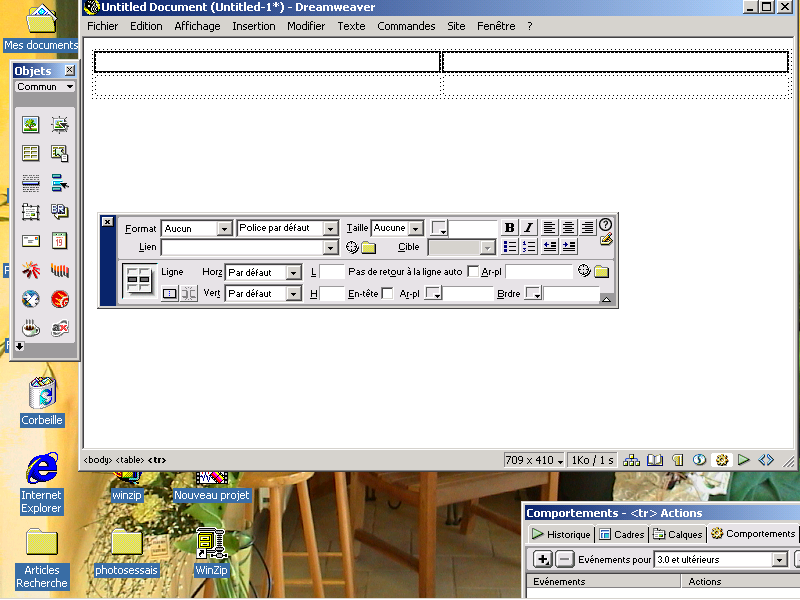 Untitled Document (Untitled-1*) - Dreamweaver
Fichier Edition Affichage Insertion Modifier Texte Commandes Site Fenêtre ?
Mes documents
Objets
Commun
Format Aucun Police par défaut Taille Aucune B I
Lien Cible
Ligne Horz Par défaut L Pas de retour à la ligne auto Ar-pl
Vert Par défaut H En-tête Ar-pl Brdre
Corbeille
<body> <table> <tr> 709 x 410 1Ko / 1 s
Internet
Explorer
winzip
Nouveau projet
Articles
Recherche
photosessais
WinZip
Comportements - <tr> Actions
Historique Cadres Calques Comportements
Evénements pour 3.0 et ultérieurs
Evénements Actions